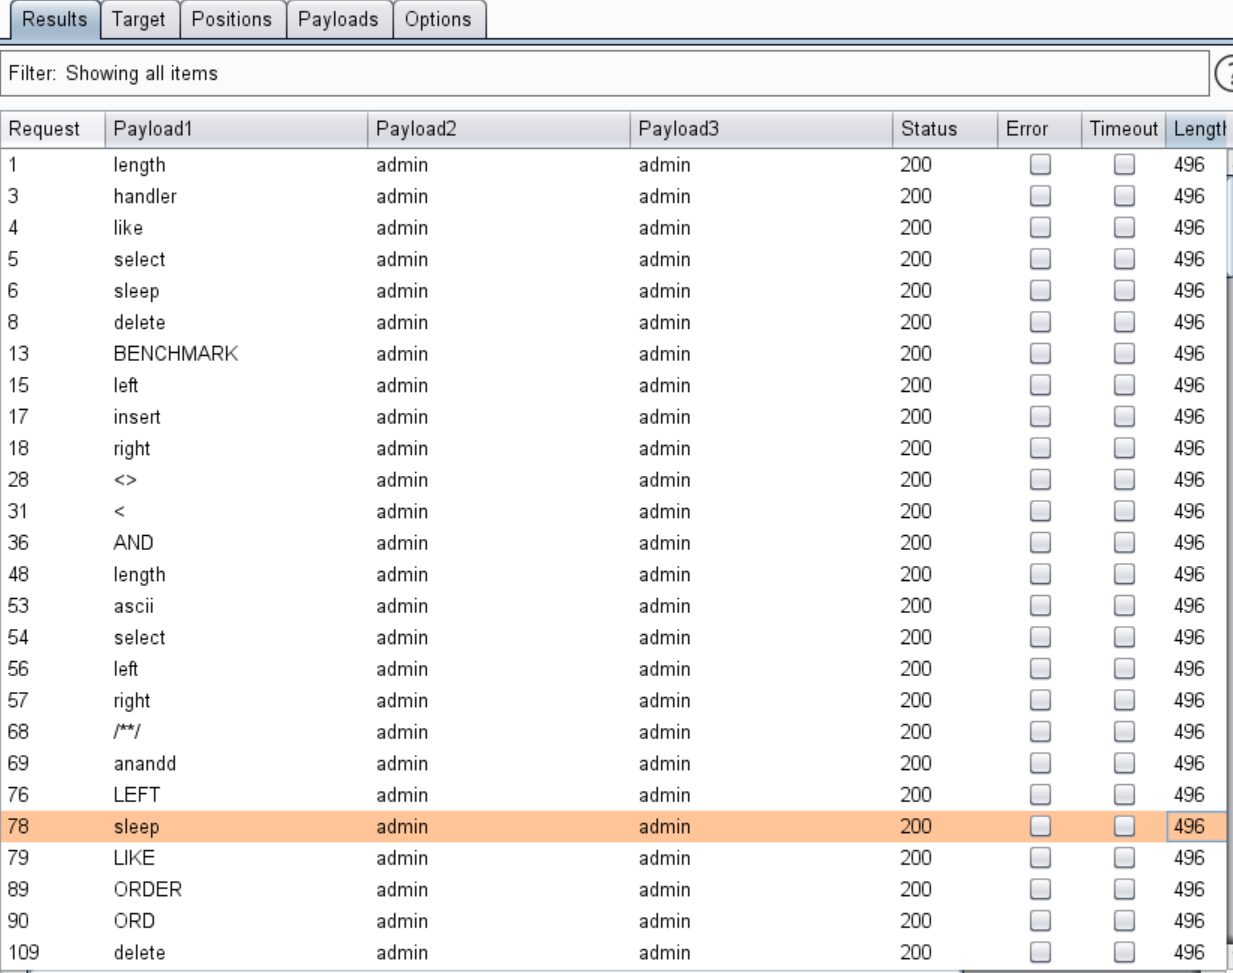 Results Target Positions Payloads Options
Filter: Showing all items ?
Request Payload1 Payload2 Payload3 Status Error Timeout Length
1 length admin admin 200 496
3 handler admin admin 200 496
4 like admin admin 200 496
5 select admin admin 200 496
6 sleep admin admin 200 496
8 delete admin admin 200 496
13 BENCHMARK admin admin 200 496
15 left admin admin 200 496
17 insert admin admin 200 496
18 right admin admin 200 496
28 <> admin admin 200 496
31 < admin admin 200 496
36 AND admin admin 200 496
48 length admin admin 200 496
53 ascii admin admin 200 496
54 select admin admin 200 496
56 left admin admin 200 496
57 right admin admin 200 496
68 /**/ admin admin 200 496
69 anandd admin admin 200 496
76 LEFT admin admin 200 496
78 sleep admin admin 200 496
79 LIKE admin admin 200 496
89 ORDER admin admin 200 496
90 ORD admin admin 200 496
109 delete admin admin 200 496